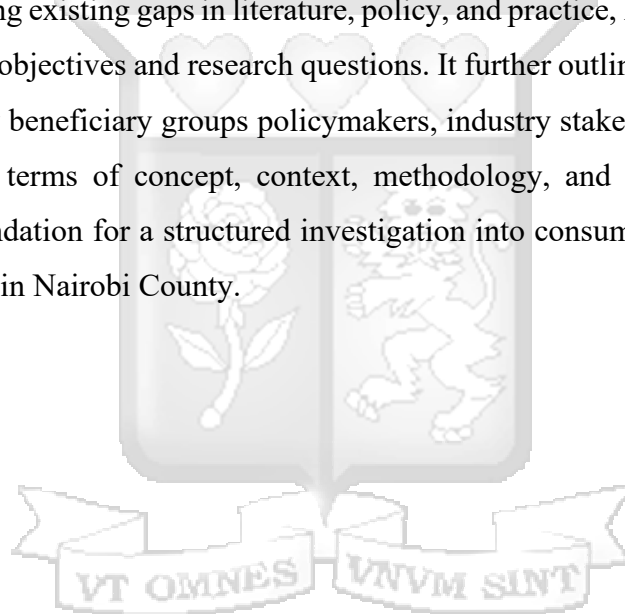 ng existing gaps in literature, policy, and practice,
objectives and research questions. It further outlin
beneficiary groups policymakers, industry stake
terms of concept, context, methodology, and
ndation for a structured investigation into consum
in Nairobi County.
VT OMNES VNVM SINT